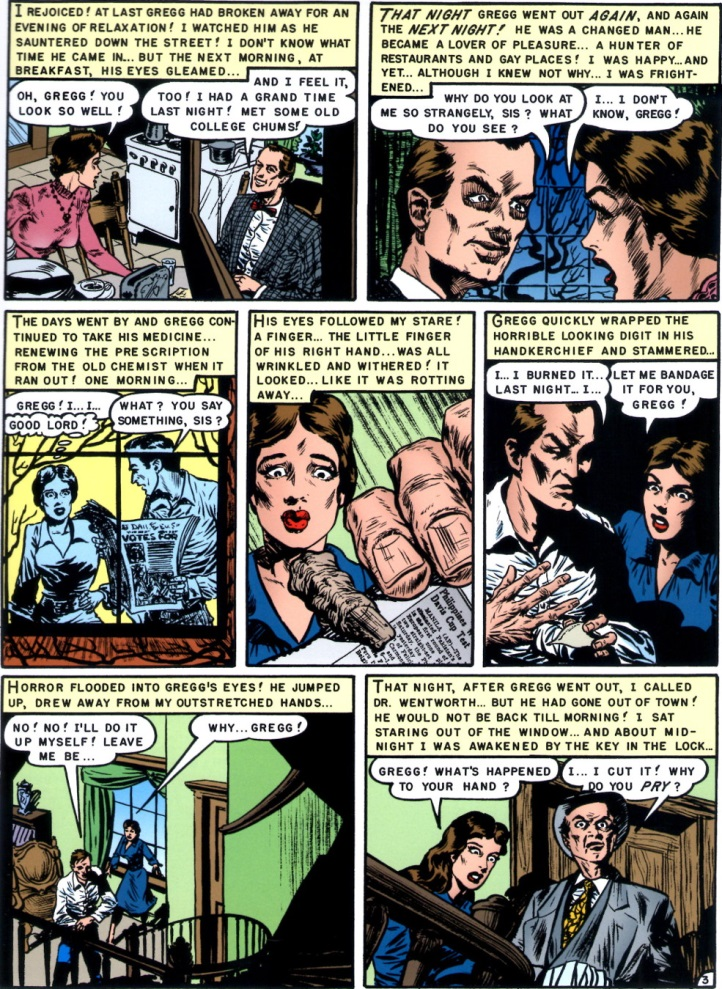 I REJOICED! AT LAST GREGG HAD BROKEN AWAY FOR AN
EVENING OF RELAXATION! I WATCHED HIM AS HE
SAUNTERED DOWN THE STREET! I DON'T KNOW WHAT
TIME HE CAME IN... BUT THE NEXT MORNING, AT
BREAKFAST, HIS EYES GLEAMED...
OH, GREGG! YOU
LOOK SO WELL!
AND I FEEL IT,
TOO! I HAD A GRAND TIME
LAST NIGHT! MET SOME OLD
COLLEGE CHUMS!
THAT NIGHT GREGG WENT OUT AGAIN, AND AGAIN
THE NEXT NIGHT! HE WAS A CHANGED MAN... HE
BECAME A LOVER OF PLEASURE... A HUNTER OF
RESTAURANTS AND GAY PLACES! I WAS HAPPY... AND
YET... ALTHOUGH I KNEW NOT WHY... I WAS FRIGHT-
ENED...
WHY DO YOU LOOK AT
ME SO STRANGELY, SIS? WHAT
DO YOU SEE?
I... I DON'T
KNOW, GREGG!
THE DAYS WENT BY AND GREGG CON-
TINUED TO TAKE HIS MEDICINE...
RENEWING THE PRESCRIPTION
FROM THE OLD CHEMIST WHEN IT
RAN OUT! ONE MORNING...
GREGG! I... I...
GOOD LORD!
WHAT? YOU SAY
SOMETHING, SIS?
VOTES FOR
HIS EYES FOLLOWED MY STARE!
A FINGER... THE LITTLE FINGER
OF HIS RIGHT HAND... WAS ALL
WRINKLED AND WITHERED! IT
LOOKED... LIKE IT WAS ROTTING
AWAY...
Philippines
Davis Cup Test
MANILA
GREGG QUICKLY WRAPPED THE
HORRIBLE LOOKING DIGIT IN HIS
HANDKERCHIEF AND STAMMERED...
I... I BURNED IT...
LAST NIGHT... I...
LET ME BANDAGE
IT FOR YOU,
GREGG!
HORROR FLOODED INTO GREGG'S EYES! HE JUMPED
UP, DREW AWAY FROM MY OUTSTRETCHED HANDS...
NO! NO! I'LL DO IT
UP MYSELF! LEAVE
ME BE...
WHY... GREGG!
THAT NIGHT, AFTER GREGG WENT OUT, I CALLED
DR. WENTWORTH... BUT HE HAD GONE OUT OF TOWN!
HE WOULD NOT BE BACK TILL MORNING! I SAT
STARING OUT OF THE WINDOW... AND ABOUT MID-
NIGHT I WAS AWAKENED BY THE KEY IN THE LOCK...
GREGG! WHAT'S HAPPENED
TO YOUR HAND?
I... I CUT IT! WHY
DO YOU PRY?
3